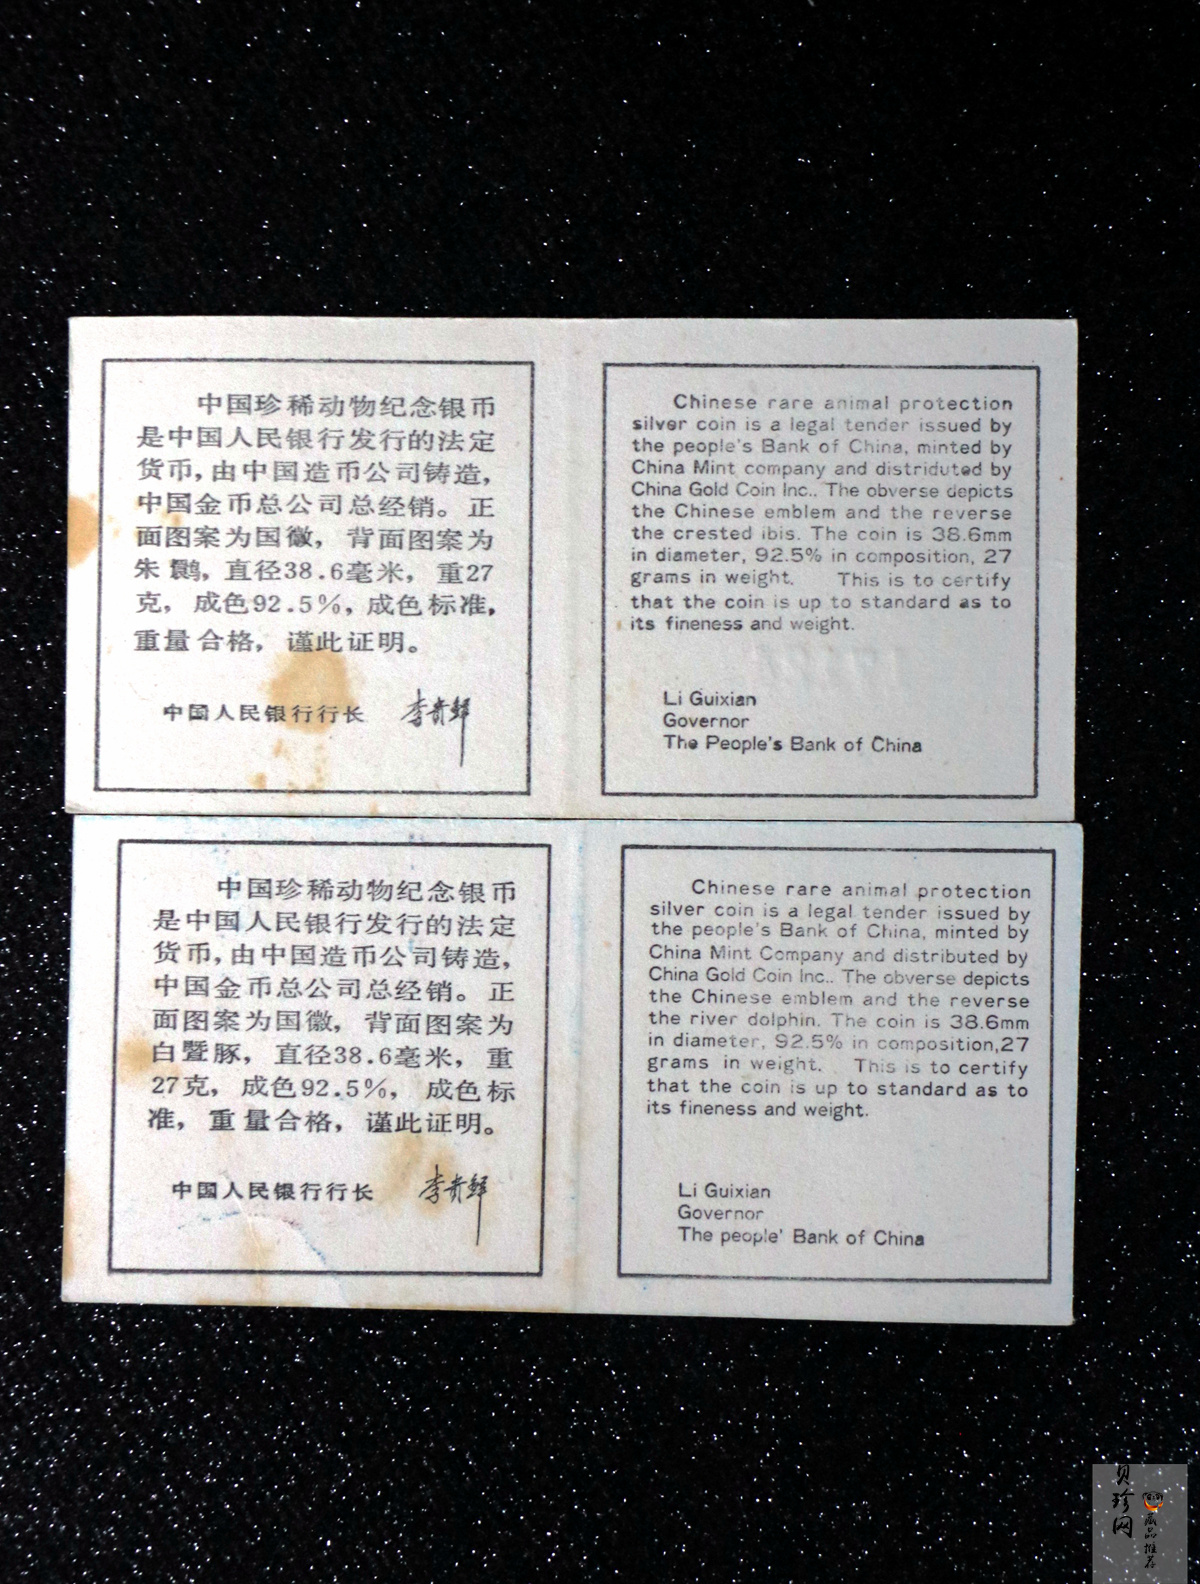 中国珍稀动物纪念银币
是中国人民银行发行的法定
货币,由中国造币公司铸造,
中国金币总公司总经销。正
面图案为国徽,背面图案为
朱鹮,直径38.6毫米,重27
克,成色92.5%,成色标准,
重量合格,谨此证明。
中国人民银行行长 李贵鲜
Chinese rare animal protection
silver coin is a legal tender issued by
the people's Bank of China, minted by
China Mint company and distriduted by
China Gold Coin Inc.. The obverse depicts
the Chinese emblem and the reverse
the crested ibis. The coin is 38.6mm
in diameter, 92.5% in composition, 27
grams in weight. This is to certify
that the coin is up to standard as to
its fineness and weight.
Li Guixian
Governor
The People's Bank of China
中国珍稀动物纪念银币
是中国人民银行发行的法定
货币,由中国造币公司铸造,
中国金币总公司总经销。正
面图案为国徽,背面图案为
白暨豚,直径38.6毫米,重
27克,成色92.5%,成色标
准,重量合格,谨此证明。
中国人民银行行长 李贵鲜
Chinese rare animal protection
silver coin is a legal tender issued by
the people's Bank of China, minted by
China Mint Company and distributed by
China Gold Coin Inc.. The obverse depicts
the Chinese emblem and the reverse
the river dolphin. The coin is 38.6mm
in diameter, 92.5% in composition,27
grams in weight. This is to certify
that the coin is up to standard as to
its fineness and weight.
Li Guixian
Governor
The people' Bank of China
贝珍网
藏品推荐